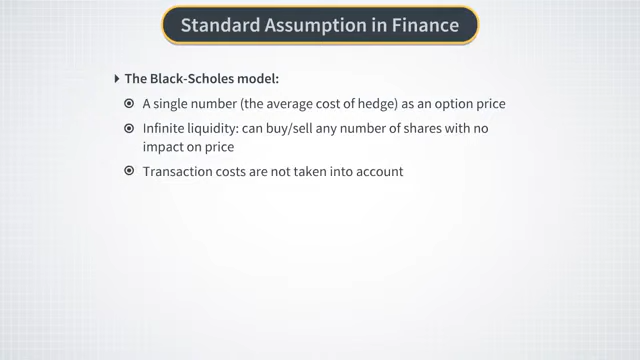 Standard Assumption in Finance
The Black-Scholes model:
A single number (the average cost of hedge) as an option price
Infinite liquidity: can buy/sell any number of shares with no
impact on price
Transaction costs are not taken into account